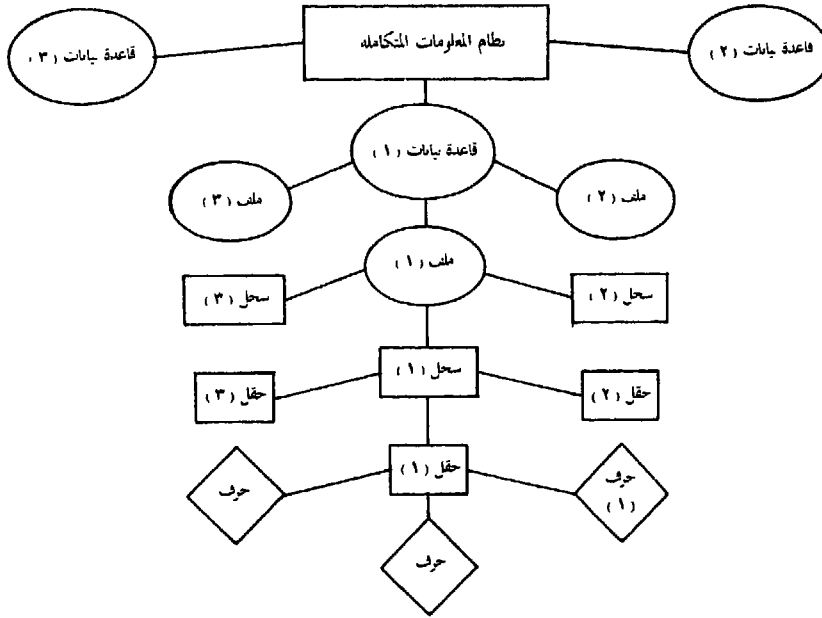 نظام المعلومات المتكامله
قاعدة بيانات ( ٢ )
قاعدة بيانات ( ٣ )
قاعدة بيانات ( ١ )
ملف ( ٢ )
ملف ( ٣ )
ملف ( ١ )
سجل ( ٢ )
سجل ( ٣ )
سجل ( ١ )
حقل ( ٢ )
حقل ( ٣ )
حقل ( ١ )
حرف
( ١ )
حرف
حرف